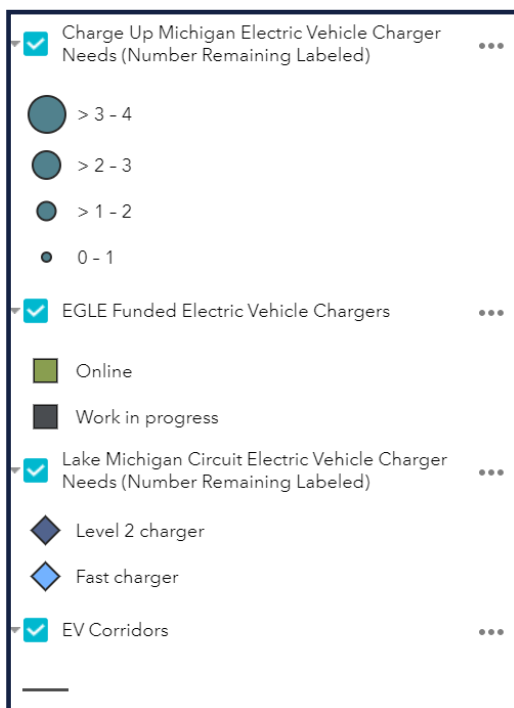 Charge Up Michigan Electric Vehicle Charger
Needs (Number Remaining Labeled)
> 3 – 4
> 2 – 3
> 1 – 2
0 – 1
EGLE Funded Electric Vehicle Chargers
Online
Work in progress
Lake Michigan Circuit Electric Vehicle Charger
Needs (Number Remaining Labeled)
Level 2 charger
Fast charger
EV Corridors